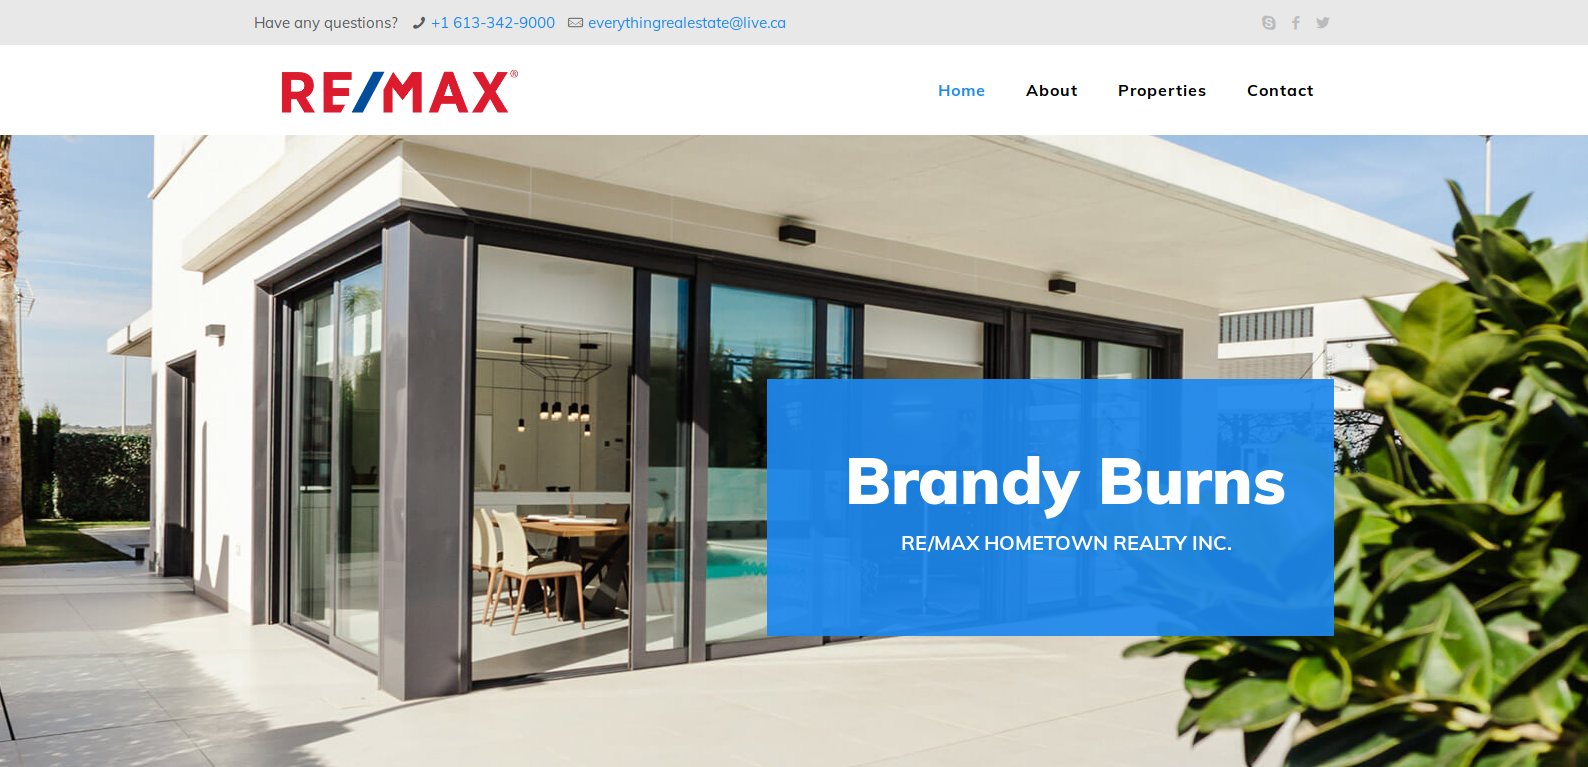 Have any questions? +1 613-342-9000 everythingrealestate@live.ca
RE/MAX®
Home About Properties Contact
Brandy Burns
RE/MAX HOMETOWN REALTY INC.